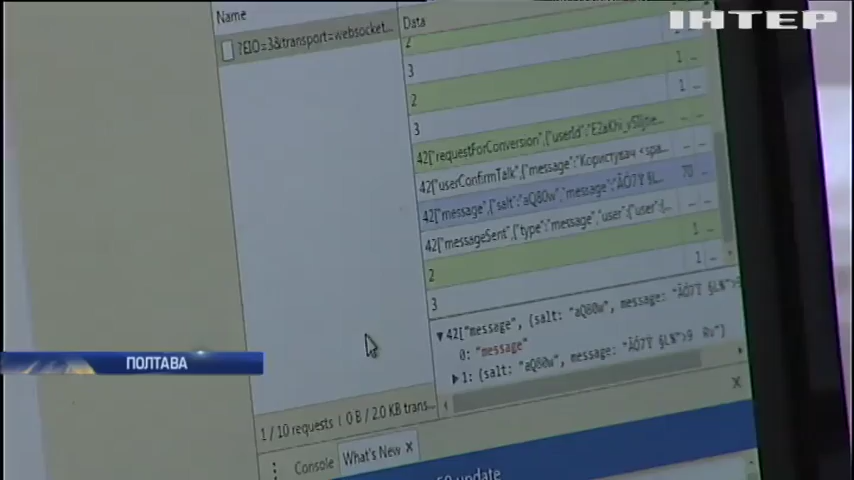 ІНТЕР
Name
Data
?EIO=3&transport=websocket...
2
3
1 ...
2
1 ...
3
42["requestForConversion",{"userId":
42["userConfirmTalk",{"message":"Користувач <spa...
42["message",{"salt":"aQ80w","message":"ÃÓ7Ÿ §L... 70 ...
42["messageSent",{"type":"message","user":{"user":{...
2
1 ...
3
1 ...
▼42["message", {salt: "aQ80w", message:
0: "message"
▶1: {salt: "aQ80w", message:
ПОЛТАВА
1 / 10 requests | 0 B / 2.0 KB trans...
Console What's New ×
update